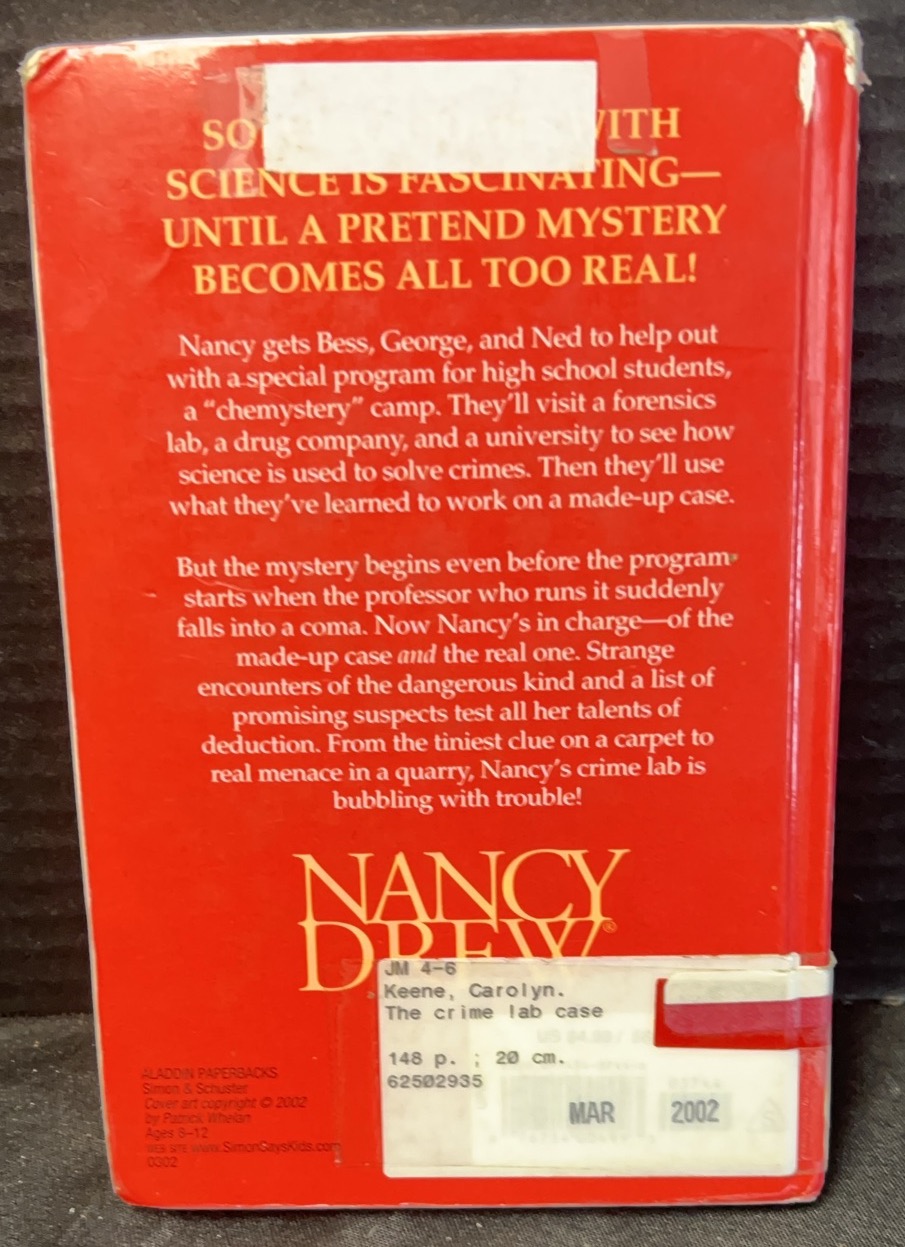 SO WITH
SCIENCE IS FASCINATING—
UNTIL A PRETEND MYSTERY
BECOMES ALL TOO REAL!
Nancy gets Bess, George, and Ned to help out
with a special program for high school students,
a “chemystery” camp. They’ll visit a forensics
lab, a drug company, and a university to see how
science is used to solve crimes. Then they’ll use
what they’ve learned to work on a made-up case.
But the mystery begins even before the program
starts when the professor who runs it suddenly
falls into a coma. Now Nancy’s in charge—of the
made-up case and the real one. Strange
encounters of the dangerous kind and a list of
promising suspects test all her talents of
deduction. From the tiniest clue on a carpet to
real menace in a quarry, Nancy’s crime lab is
bubbling with trouble!
NANCY
DREW®
JM 4-6
Keene, Carolyn.
The crime lab case
148 p. ; 20 cm.
62502935
MAR 2002
ALADDIN PAPERBACKS
Simon & Schuster
Cover art copyright © 2002
by Patrick Whelan
Ages 8–12
WEB SITE www.SimonSaysKids.com
0302